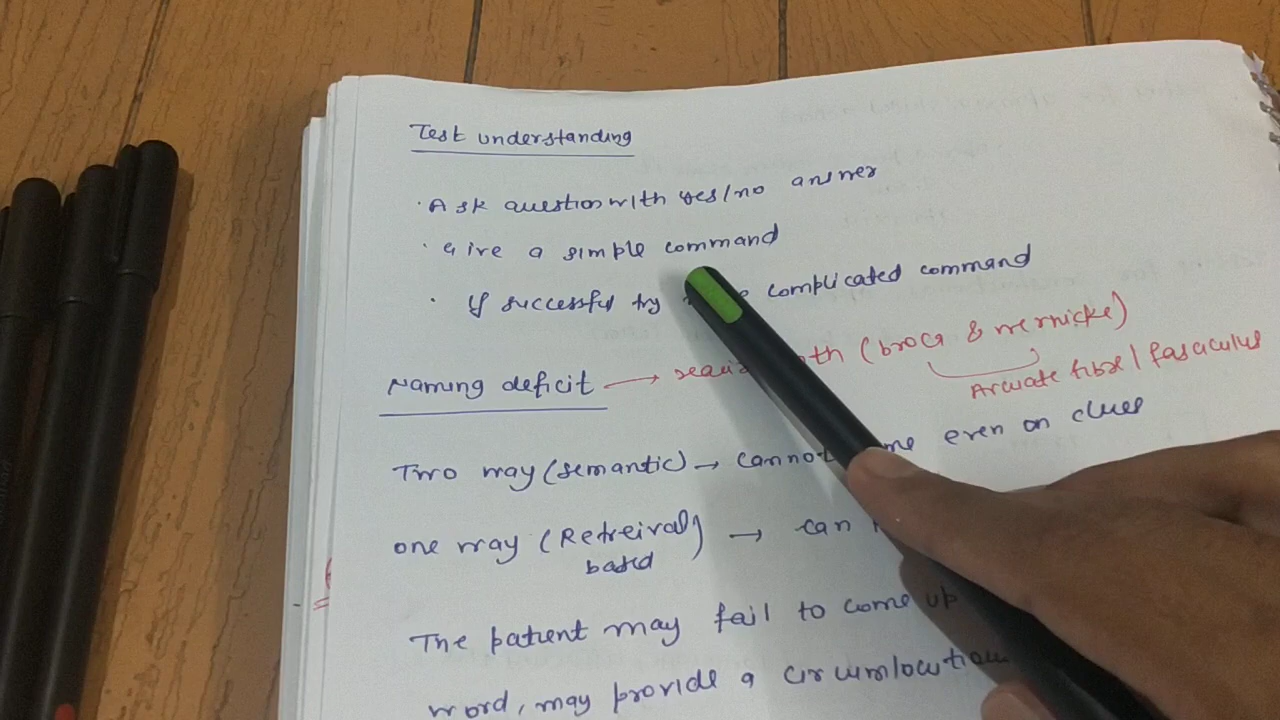 Test understanding
· Ask question with yes/no answer
· Give a simple command
· If successful try complicated command
Naming deficit → (broca & wernicke)
Arcuate fibre / fasaculus
Two way (semantic) → cannot even on clues
one way (Retreival based) → can
The patient may fail to come up
word, may provide a circumlocution